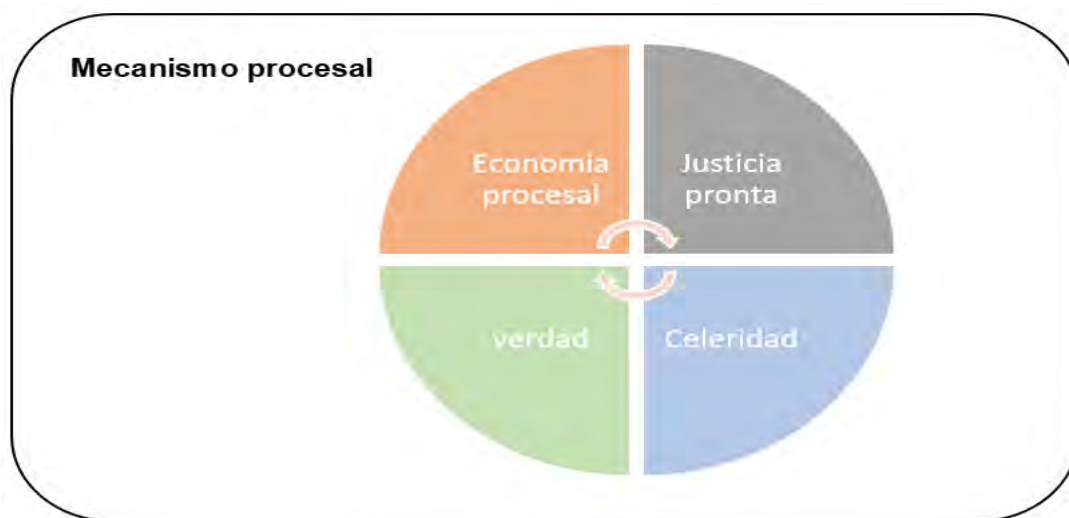 Mecanismo procesal
Economia
procesal
Justicia
pronta
verdad
Celeridad